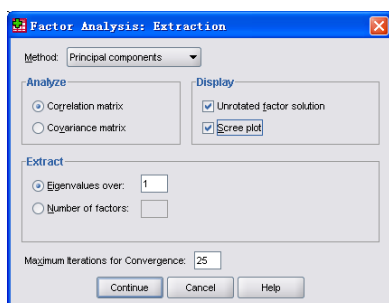 Factor Analysis: Extraction
Method: Principal components
Analyze
Correlation matrix
Covariance matrix
Display
Unrotated factor solution
Scree plot
Extract
Eigenvalues over: 1
Number of factors:
Maximum Iterations for Convergence: 25
Continue Cancel Help